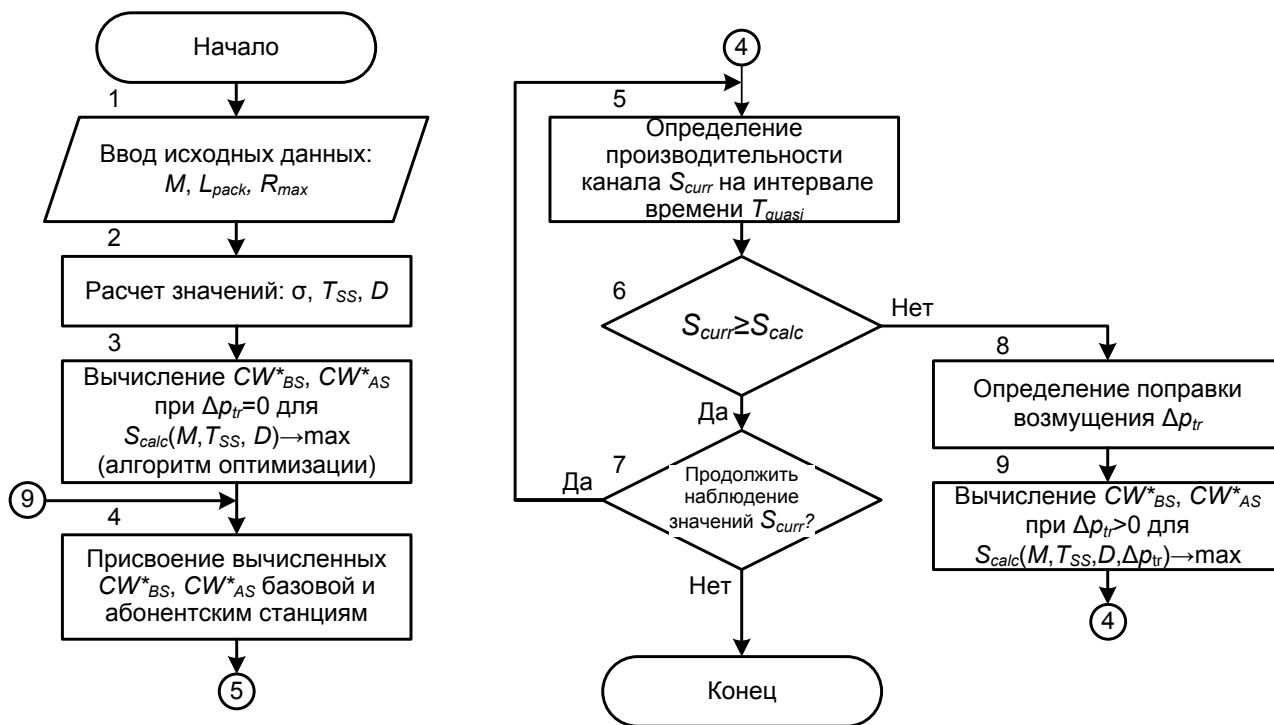 Начало
1
Ввод исходных данных:
M, L_pack, R_max
2
Расчет значений: σ, T_SS, D
3
Вычисление CW*_BS, CW*_AS
при Δp_tr=0 для
S_calc(M,T_SS, D)→max
(алгоритм оптимизации)
9
4
Присвоение вычисленных
CW*_BS, CW*_AS базовой и
абонентским станциям
5
4
5
Определение
производительности
канала S_curr на интервале
времени T_quasi
6
S_curr≥S_calc
Нет
Да
7
Продолжить
наблюдение
значений S_curr?
Да
Нет
Конец
8
Определение поправки
возмущения Δp_tr
9
Вычисление CW*_BS, CW*_AS
при Δp_tr>0 для
S_calc(M,T_SS,D,Δp_tr)→max
4